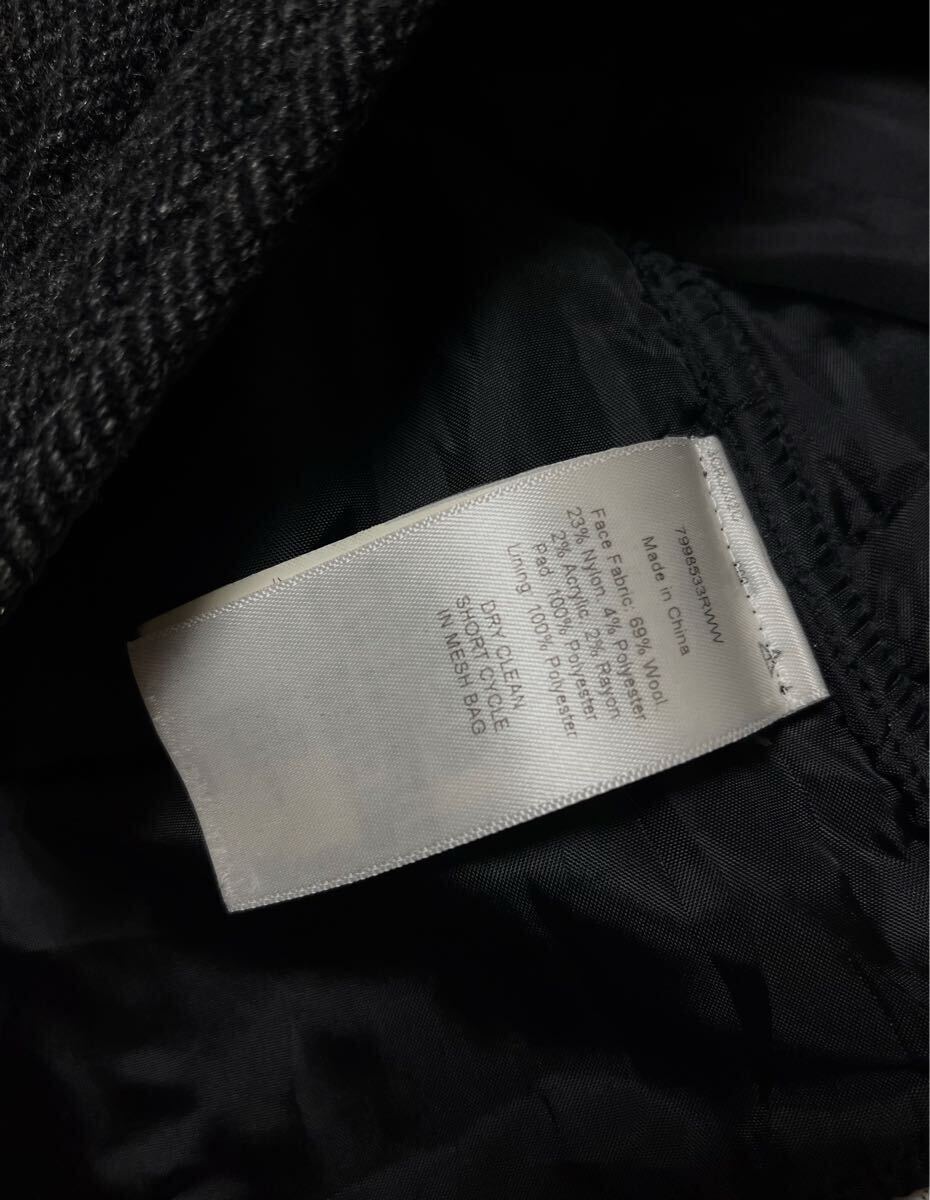 7998533RWW
Made in China
Face Fabric: 69% Wool
23% Nylon. 4% Polyester
2% Acrylic. 2% Rayon
Pad 100% Polyester
Lining 100% Polyester
DRY CLEAN
SHORT CYCLE
IN MESH BAG